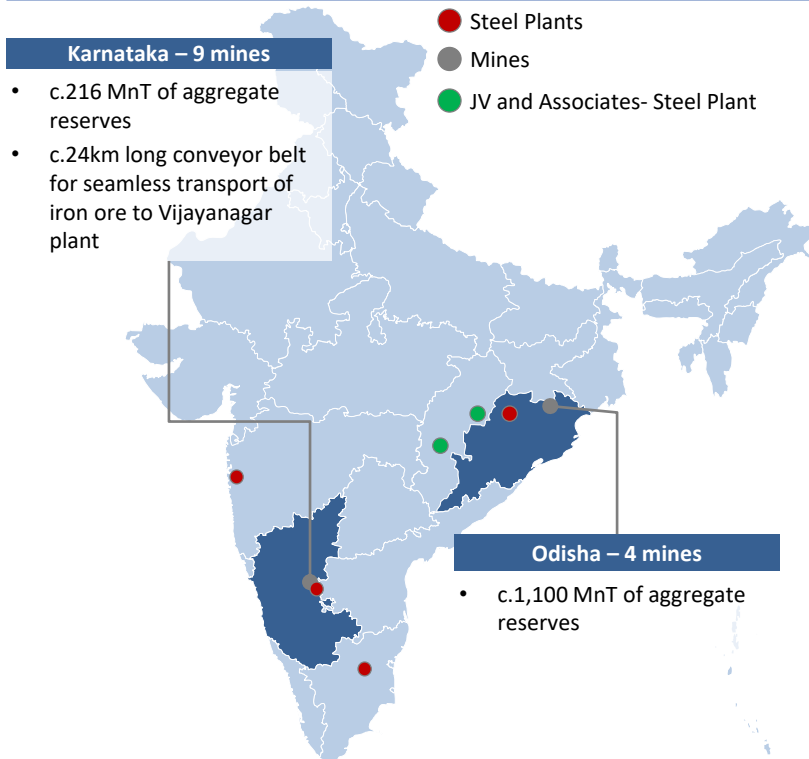 Steel Plants
Mines
JV and Associates- Steel Plant
Karnataka – 9 mines
• c.216 MnT of aggregate
reserves
• c.24km long conveyor belt
for seamless transport of
iron ore to Vijayanagar
plant
Odisha – 4 mines
• c.1,100 MnT of aggregate
reserves